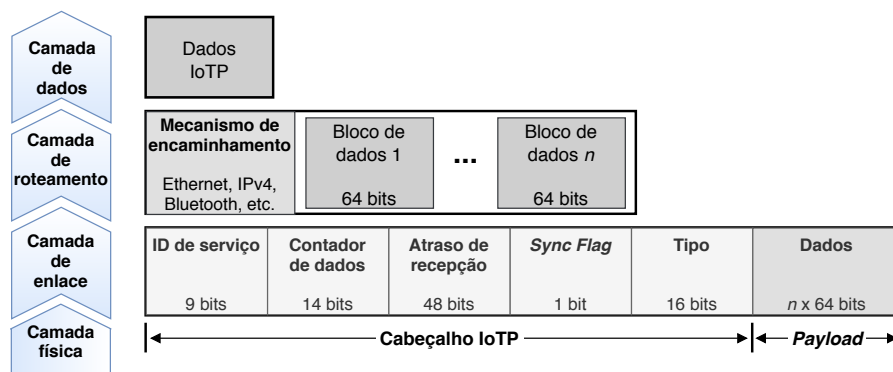 Camada
de
dados
Dados
IoTP
Camada
de
roteamento
Mecanismo de
encaminhamento
Ethernet, IPv4,
Bluetooth, etc.
Bloco de
dados 1
64 bits
...
Bloco de
dados n
64 bits
Camada
de
enlace
ID de serviço
9 bits
Contador
de dados
14 bits
Atraso de
recepção
48 bits
Sync Flag
1 bit
Tipo
16 bits
Dados
n x 64 bits
Camada
física
Cabeçalho IoTP
Payload